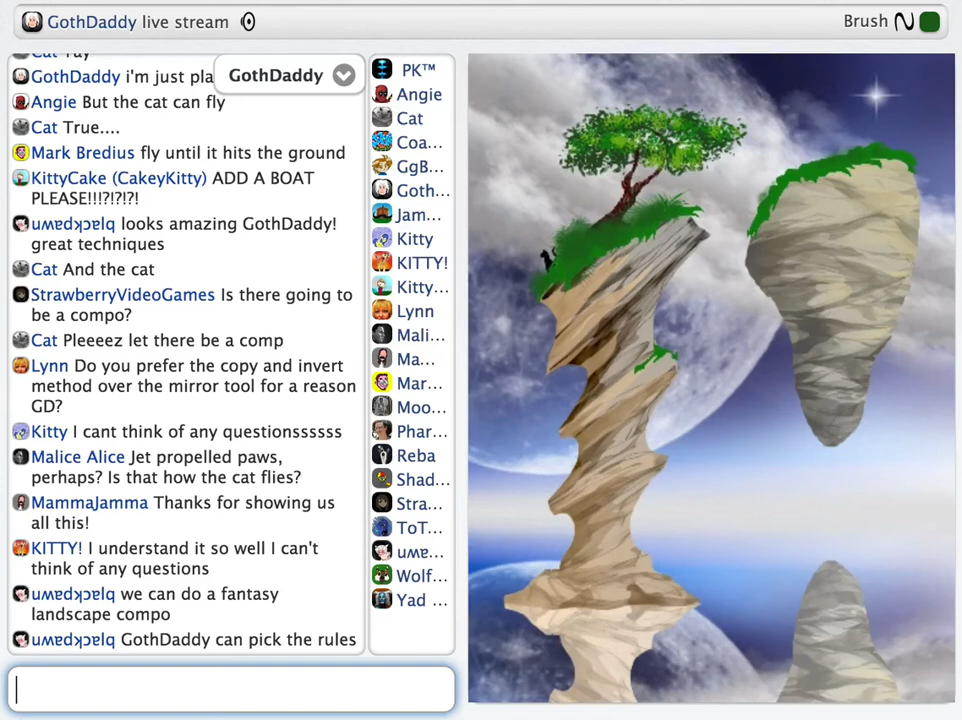 GothDaddy live stream
Brush
Cat Yay
GothDaddy i'm just pla
GothDaddy
Angie But the cat can fly
Cat True....
Mark Bredius fly until it hits the ground
KittyCake (CakeyKitty) ADD A BOAT
PLEASE!!!?!?!?!
uʍɐdʞɔɐlq looks amazing GothDaddy!
great techniques
Cat And the cat
StrawberryVideoGames Is there going to
be a compo?
Cat Pleeeez let there be a comp
Lynn Do you prefer the copy and invert
method over the mirror tool for a reason
GD?
Kitty I cant think of any questionssssss
Malice Alice Jet propelled paws,
perhaps? Is that how the cat flies?
MammaJamma Thanks for showing us
all this!
KITTY! I understand it so well I can't
think of any questions
uʍɐdʞɔɐlq we can do a fantasy
landscape compo
uʍɐdʞɔɐlq GothDaddy can pick the rules
PK™
Angie
Cat
Coa...
GgB...
Goth...
Jam...
Kitty
KITTY!
Kitty...
Lynn
Mali...
Ma...
Mar...
Moo...
Phar...
Reba
Shad...
Stra...
ToT...
uʍɐ...
Wolf...
Yad ...